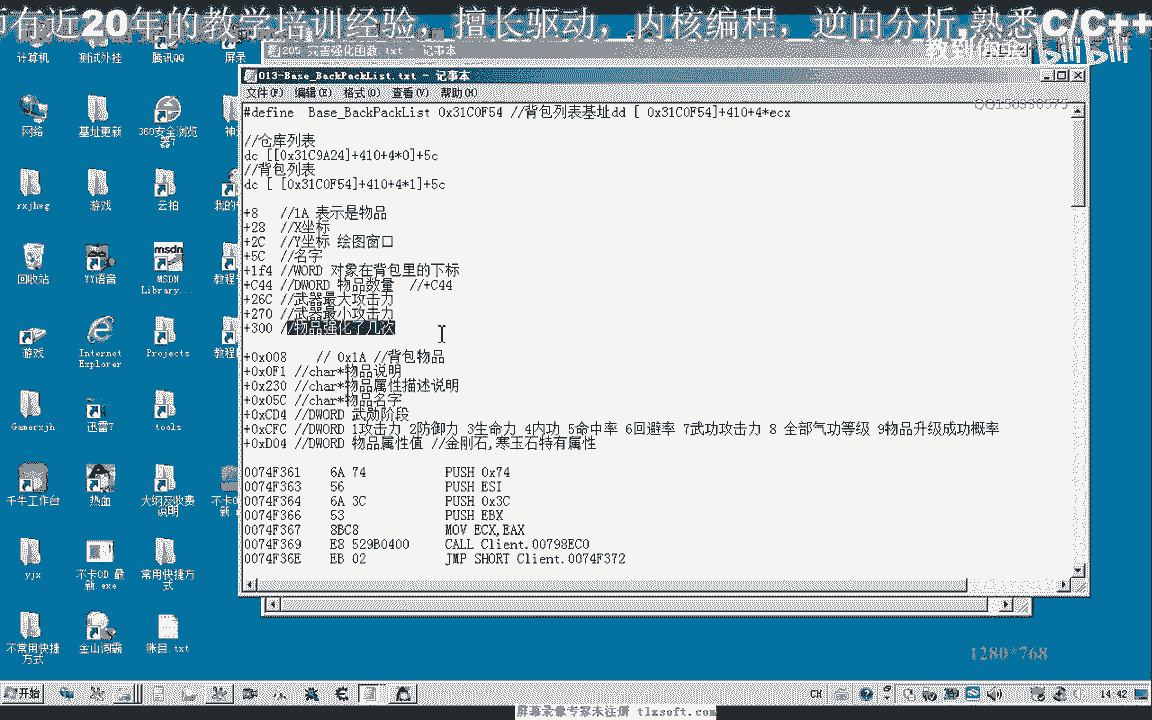 有近20年的教学培训经验，擅长驱动，内核编程，逆向分析,熟悉C/C++
教到你会 bilibili
计算机 测试外挂 腾讯QQ 屏录
网络 基址更新 360安全浏览器7
rxjhwg 游戏 云拍 我的
回收站 YY语音 MSDN Library... 教程
游戏 Internet Explorer Projects 教程
Gamerxjh 迅雷7 tools
千牛工作台 热血 大纲及收费说明 不卡O
yjx 不卡OD 最新.exe 常用快捷方式
不常用快捷方式 金山词霸 账目.txt
013-Base_BackPackList.txt - 记事本
文件(F) 编辑(E) 格式(O) 查看(V) 帮助(H)
#define Base_BackPackList 0x31C0F54 //背包列表基址dd [ 0x31C0F54]+410+4*ecx
//仓库列表
dc [[0x31C9A24]+410+4*0]+5c
//背包列表
dc [ [0x31C0F54]+410+4*1]+5c
+8 //1A 表示是物品
+28 //X坐标
+2C //Y坐标 绘图窗口
+5C //名字
+1f4 //WORD 对象在背包里的下标
+C44 //DWORD 物品数量 //+C44
+26C //武器最大攻击力
+270 //武器最小攻击力
+300 //物品强化了几次
+0x008 // 0x1A //背包物品
+0x0F1 //char*物品说明
+0x230 //char*物品属性描述说明
+0x05C //char*物品名字
+0xCD4 //DWORD 武勋阶段
+0xCFC //DWORD 1攻击力 2防御力 3生命力 4内功 5命中率 6回避率 7武功攻击力 8 全部气功等级 9物品升级成功概率
+0xD04 //DWORD 物品属性值 //金刚石,寒玉石特有属性
0074F361 6A 74 PUSH 0x74
0074F363 56 PUSH ESI
0074F364 6A 3C PUSH 0x3C
0074F366 53 PUSH EBX
0074F367 8BC8 MOV ECX,EAX
0074F369 E8 529B0400 CALL Client.00798EC0
0074F36E EB 02 JMP SHORT Client.0074F372
1280*768
开始 CH 14:42
屏幕录像专家未注册 tlxsoft.com